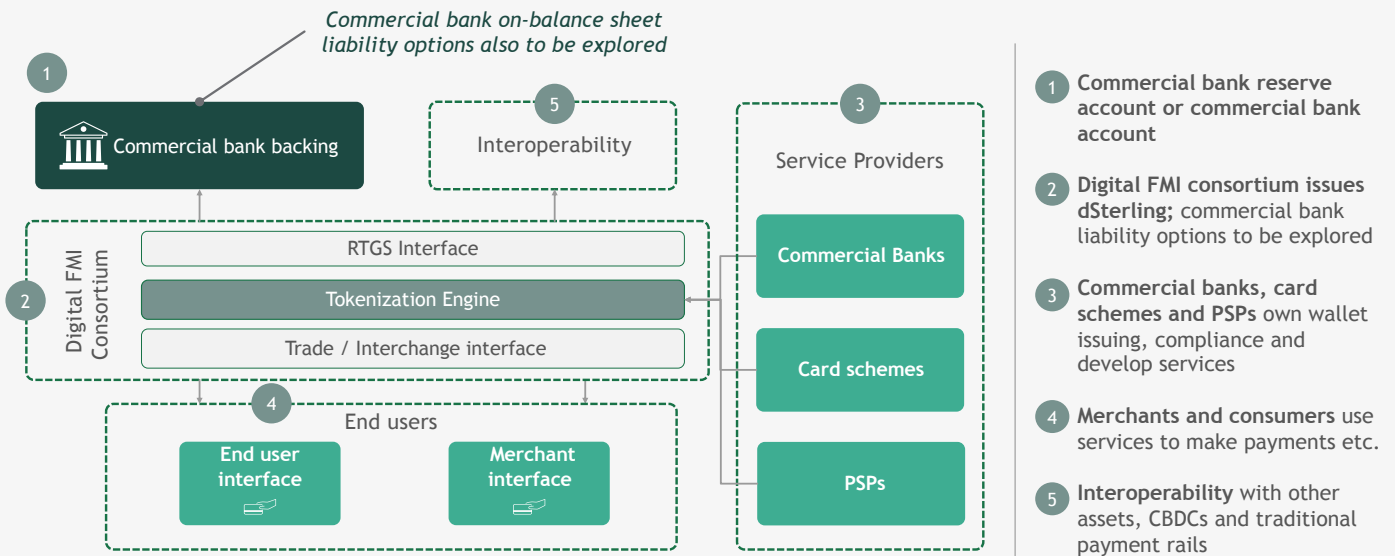 Commercial bank on-balance sheet
liability options also to be explored
1
Commercial bank backing
5
Interoperability
3
Service Providers
Commercial Banks
Card schemes
PSPs
2
Digital FMI
Consortium
RTGS Interface
Tokenization Engine
Trade / Interchange interface
4
End users
End user
interface
Merchant
interface
1
Commercial bank reserve
account or commercial bank
account
2
Digital FMI consortium issues
dSterling; commercial bank
liability options to be explored
3
Commercial banks, card
schemes and PSPs own wallet
issuing, compliance and
develop services
4
Merchants and consumers use
services to make payments etc.
5
Interoperability with other
assets, CBDCs and traditional
payment rails